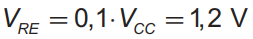 V_RE = 0,1·V_CC = 1,2 V